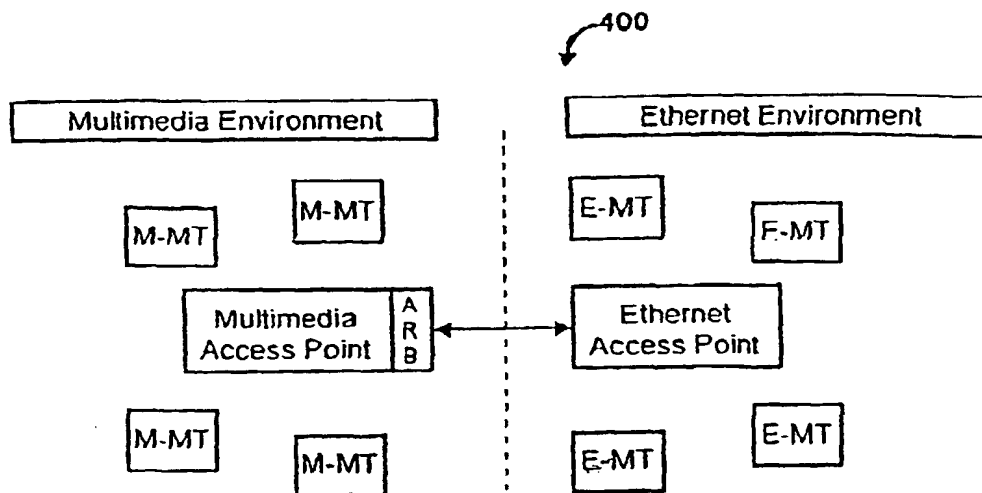 400
Multimedia Environment
Ethernet Environment
M-MT
M-MT
E-MT
E-MT
Multimedia
Access Point
A
R
B
Ethernet
Access Point
M-MT
M-MT
E-MT
E-MT